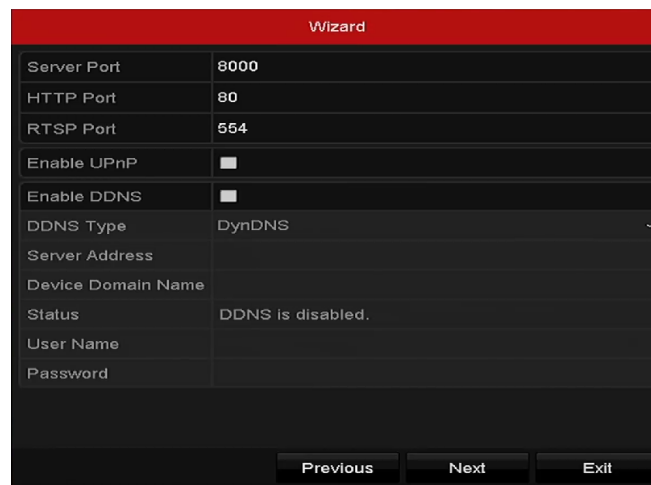 Wizard
Server Port 8000
HTTP Port 80
RTSP Port 554
Enable UPnP
Enable DDNS
DDNS Type DynDNS
Server Address
Device Domain Name
Status DDNS is disabled.
User Name
Password
Previous Next Exit